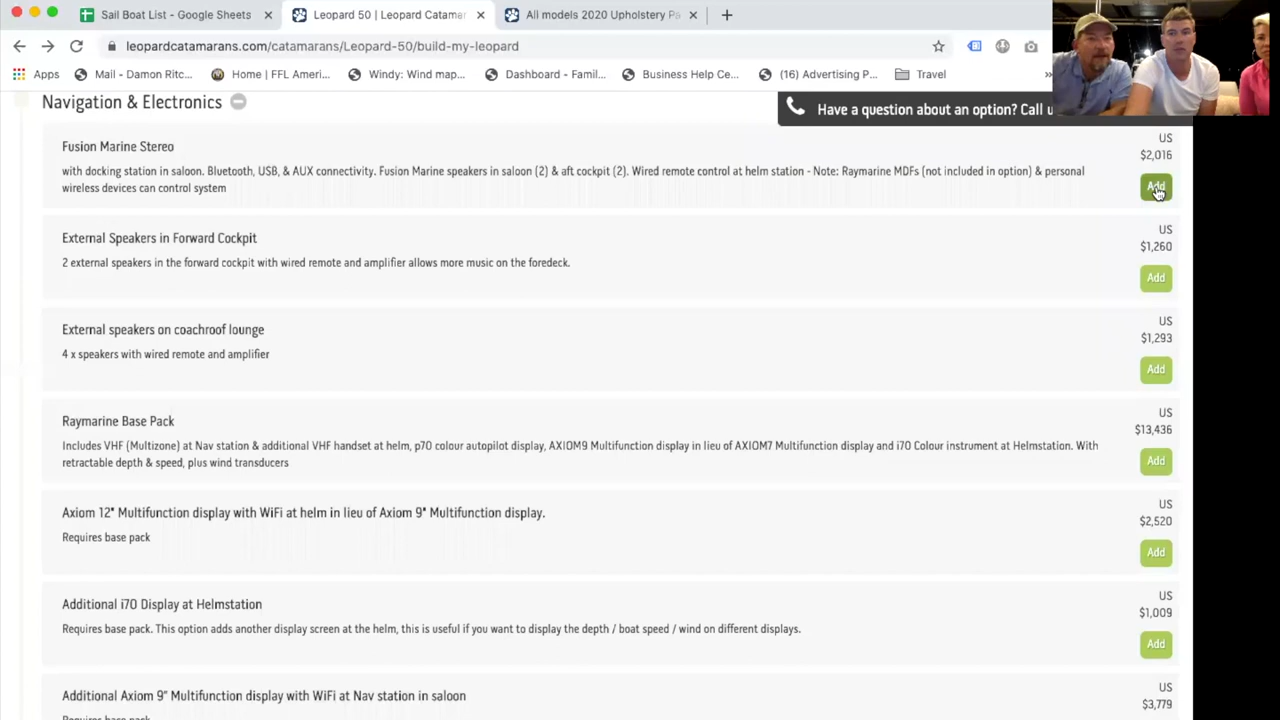 Sail Boat List - Google Sheets
Leopard 50 | Leopard Catamar
All models 2020 Upholstery Pa
leopardcatamarans.com/catamarans/Leopard-50/build-my-leopard
Apps
Mail - Damon Ritc...
Home | FFL Ameri...
Windy: Wind map...
Dashboard - Famil...
Business Help Ce...
(16) Advertising P...
Travel
»
Navigation & Electronics
Have a question about an option? Call u
Fusion Marine Stereo
US
$2,016
with docking station in saloon. Bluetooth, USB, & AUX connectivity. Fusion Marine speakers in saloon (2) & aft cockpit (2). Wired remote control at helm station - Note: Raymarine MDFs (not included in option) & personal
wireless devices can control system
Add
External Speakers in Forward Cockpit
US
$1,260
2 external speakers in the forward cockpit with wired remote and amplifier allows more music on the foredeck.
Add
External speakers on coachroof lounge
US
$1,293
4 x speakers with wired remote and amplifier
Add
Raymarine Base Pack
US
$13,436
Includes VHF (Multizone) at Nav station & additional VHF handset at helm, p70 colour autopilot display, AXIOM9 Multifunction display in lieu of AXIOM7 Multifunction display and i70 Colour instrument at Helmstation. With
retractable depth & speed, plus wind transducers
Add
Axiom 12" Multifunction display with WiFi at helm in lieu of Axiom 9" Multifunction display.
US
$2,520
Requires base pack
Add
Additional i70 Display at Helmstation
US
$1,009
Requires base pack. This option adds another display screen at the helm, this is useful if you want to display the depth / boat speed / wind on different displays.
Add
Additional Axiom 9" Multifunction display with WiFi at Nav station in saloon
US
$3,779
Requires base pack